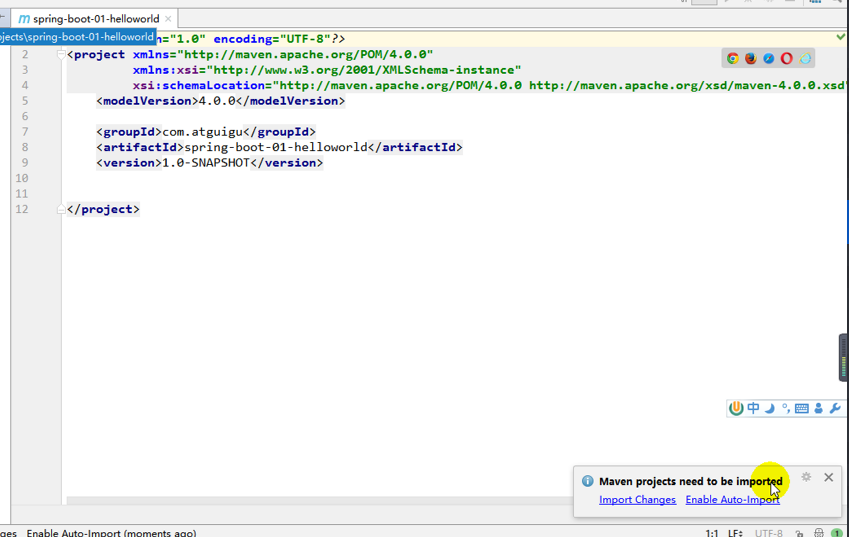 spring-boot-01-helloworld
ojects\spring-boot-01-helloworld
n="1.0" encoding="UTF-8"?>
2 <project xmlns="http://maven.apache.org/POM/4.0.0"
3 xmlns:xsi="http://www.w3.org/2001/XMLSchema-instance"
4 xsi:schemaLocation="http://maven.apache.org/POM/4.0.0 http://maven.apache.org/xsd/maven-4.0.0.xsd"
5 <modelVersion>4.0.0</modelVersion>
6
7 <groupId>com.atguigu</groupId>
8 <artifactId>spring-boot-01-helloworld</artifactId>
9 <version>1.0-SNAPSHOT</version>
10
11
12 </project>
中
Maven projects need to be imported
Import Changes Enable Auto-Import
ges Enable Auto-Import (moments ago)
1:1 LF÷ UTF-8 1